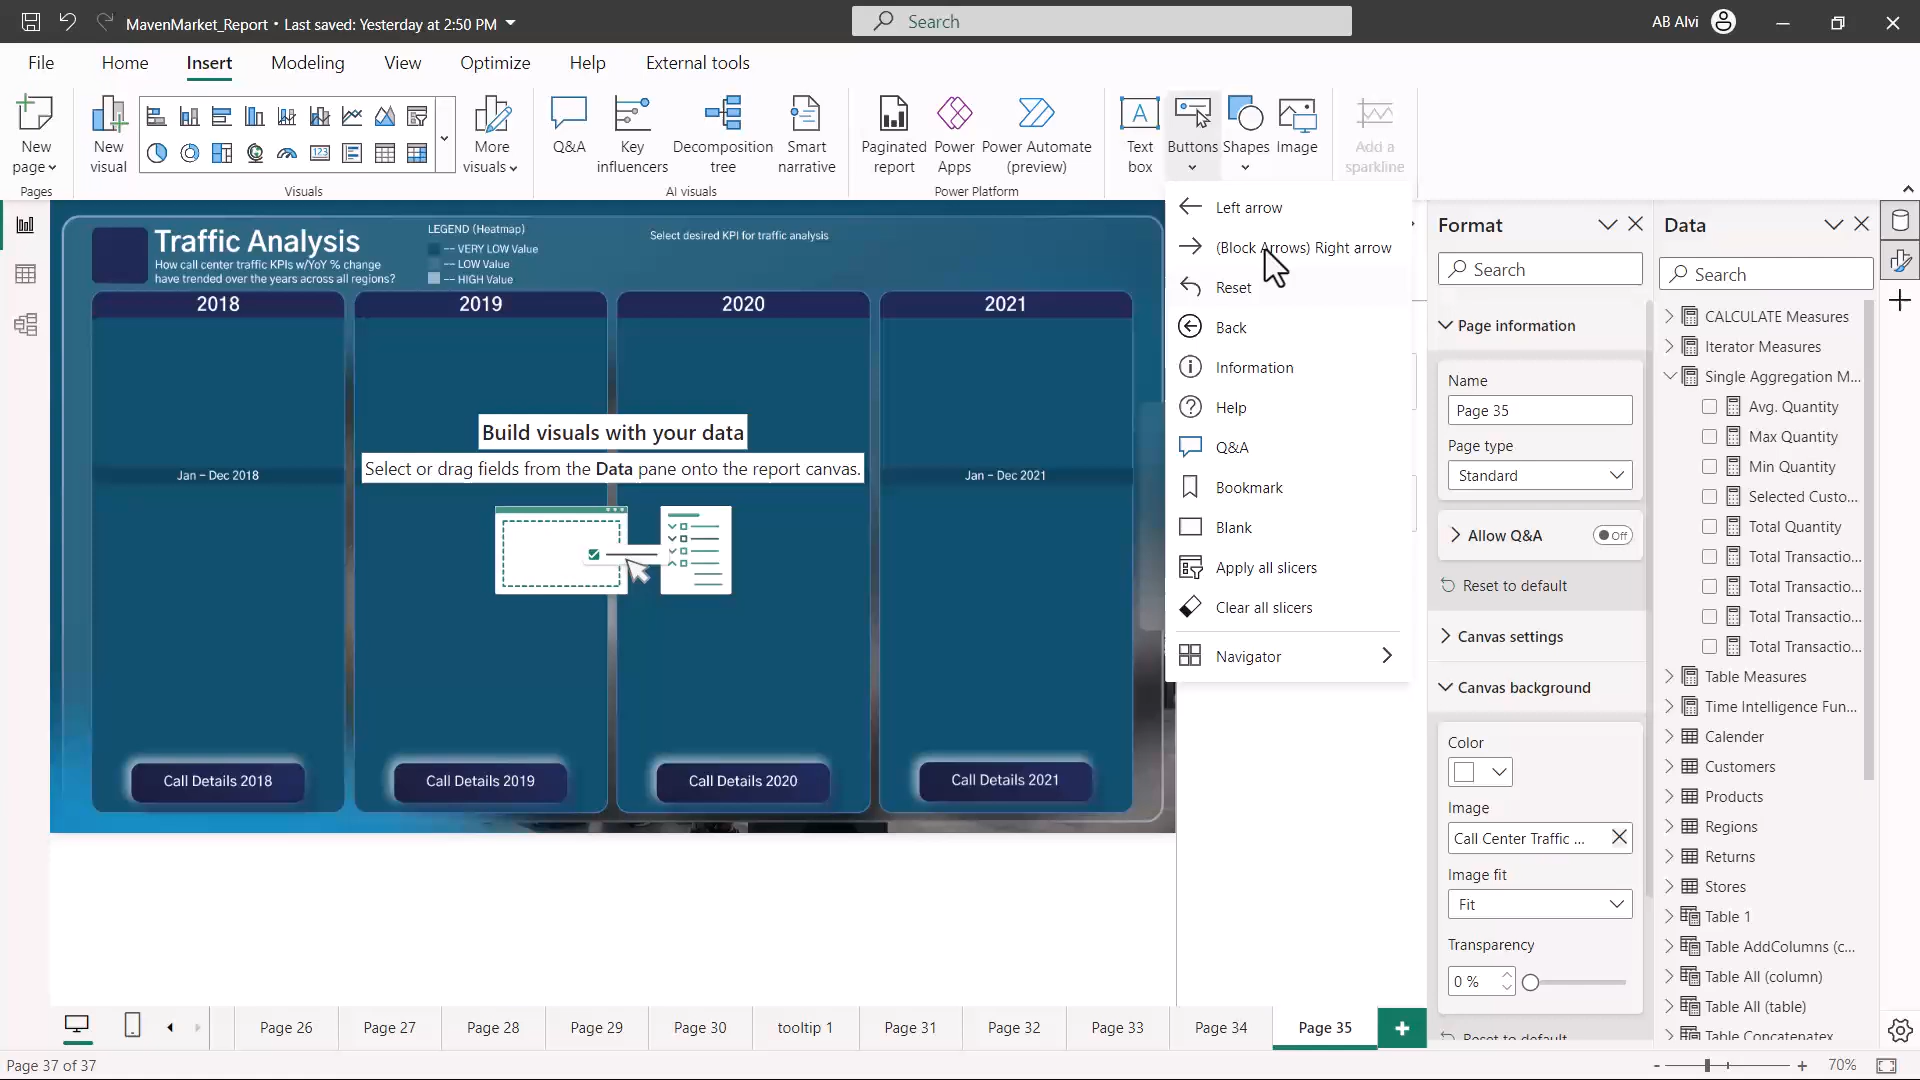 MavenMarket_Report • Last saved: Yesterday at 2:50 PM
Search
AB Alvi
File
Home
Insert
Modeling
View
Optimize
Help
External tools
New
page
Pages
New
visual
More
visuals
Visuals
Q&A
Key
influencers
Decomposition
tree
Smart
narrative
AI visuals
Paginated
report
Power
Apps
Power Automate
(preview)
Power Platform
Text
box
Buttons
Shapes
Image
Add a
sparkline
Left arrow
(Block Arrows) Right arrow
Reset
Back
Information
Help
Q&A
Bookmark
Blank
Apply all slicers
Clear all slicers
Navigator
Traffic Analysis
How call center traffic KPIs w/YoY % change
have trended over the years across all regions?
LEGEND (Heatmap)
-- VERY LOW Value
-- LOW Value
-- HIGH Value
Select desired KPI for traffic analysis
2018
2019
2020
2021
Build visuals with your data
Select or drag fields from the Data pane onto the report canvas.
Jan – Dec 2018
Jan – Dec 2021
Call Details 2018
Call Details 2019
Call Details 2020
Call Details 2021
Format
Search
Page information
Name
Page 35
Page type
Standard
Allow Q&A
Off
Reset to default
Canvas settings
Canvas background
Color
Image
Call Center Traffic ...
Image fit
Fit
Transparency
0 %
Reset to default
Data
Search
CALCULATE Measures
Iterator Measures
Single Aggregation M...
Avg. Quantity
Max Quantity
Min Quantity
Selected Custo...
Total Quantity
Total Transactio...
Total Transactio...
Total Transactio...
Total Transactio...
Table Measures
Time Intelligence Fun...
Calender
Customers
Products
Regions
Returns
Stores
Table 1
Table AddColumns (c...
Table All (column)
Table All (table)
Table Concatenatex
Page 26
Page 27
Page 28
Page 29
Page 30
tooltip 1
Page 31
Page 32
Page 33
Page 34
Page 35
Page 37 of 37
70%